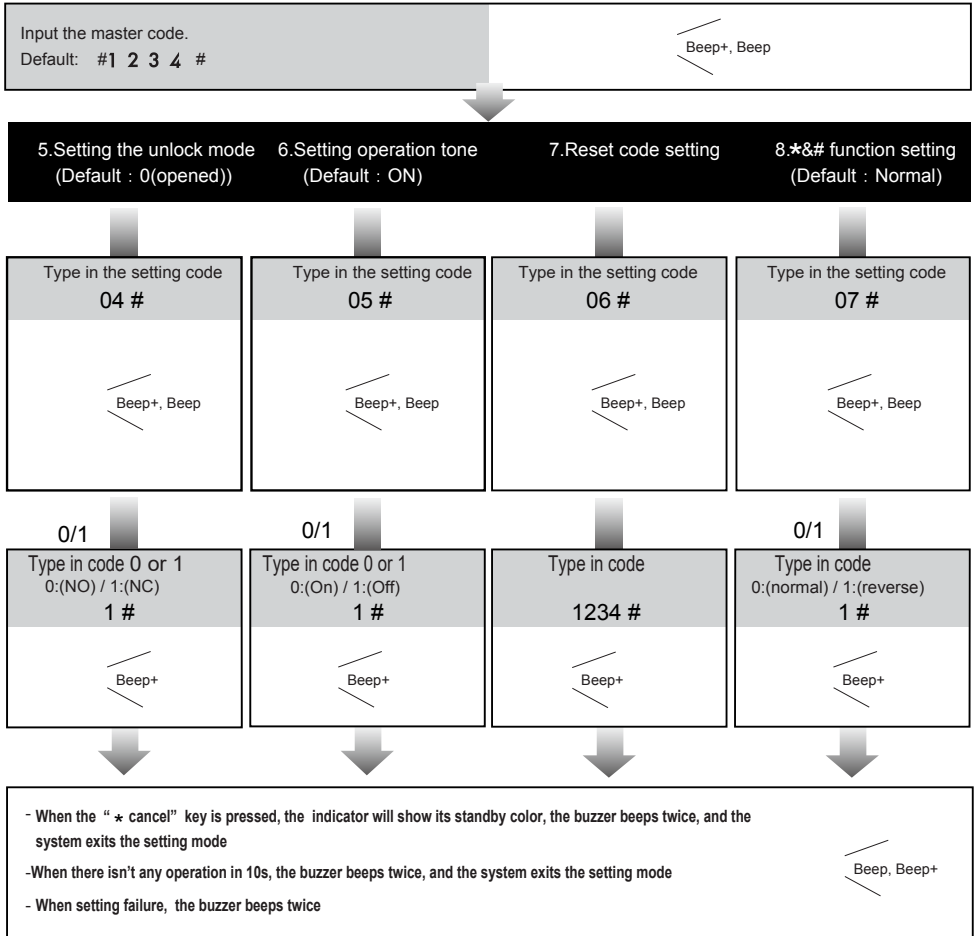 Input the master code.
Default: #1 2 3 4 #
Beep+, Beep
5.Setting the unlock mode
(Default : 0(opened))
6.Setting operation tone
(Default : ON)
7.Reset code setting
8.*&# function setting
(Default : Normal)
Type in the setting code
04 #
Beep+, Beep
Type in the setting code
05 #
Beep+, Beep
Type in the setting code
06 #
Beep+, Beep
Type in the setting code
07 #
Beep+, Beep
0/1
Type in code 0 or 1
0:(NO) / 1:(NC)
1 #
Beep+
0/1
Type in code 0 or 1
0:(On) / 1:(Off)
1 #
Beep+
Type in code
1234 #
Beep+
0/1
Type in code
0:(normal) / 1:(reverse)
1 #
Beep+
- When the “ * cancel” key is pressed, the indicator will show its standby color, the buzzer beeps twice, and the
system exits the setting mode
-When there isn’t any operation in 10s, the buzzer beeps twice, and the system exits the setting mode
- When setting failure, the buzzer beeps twice
Beep, Beep+